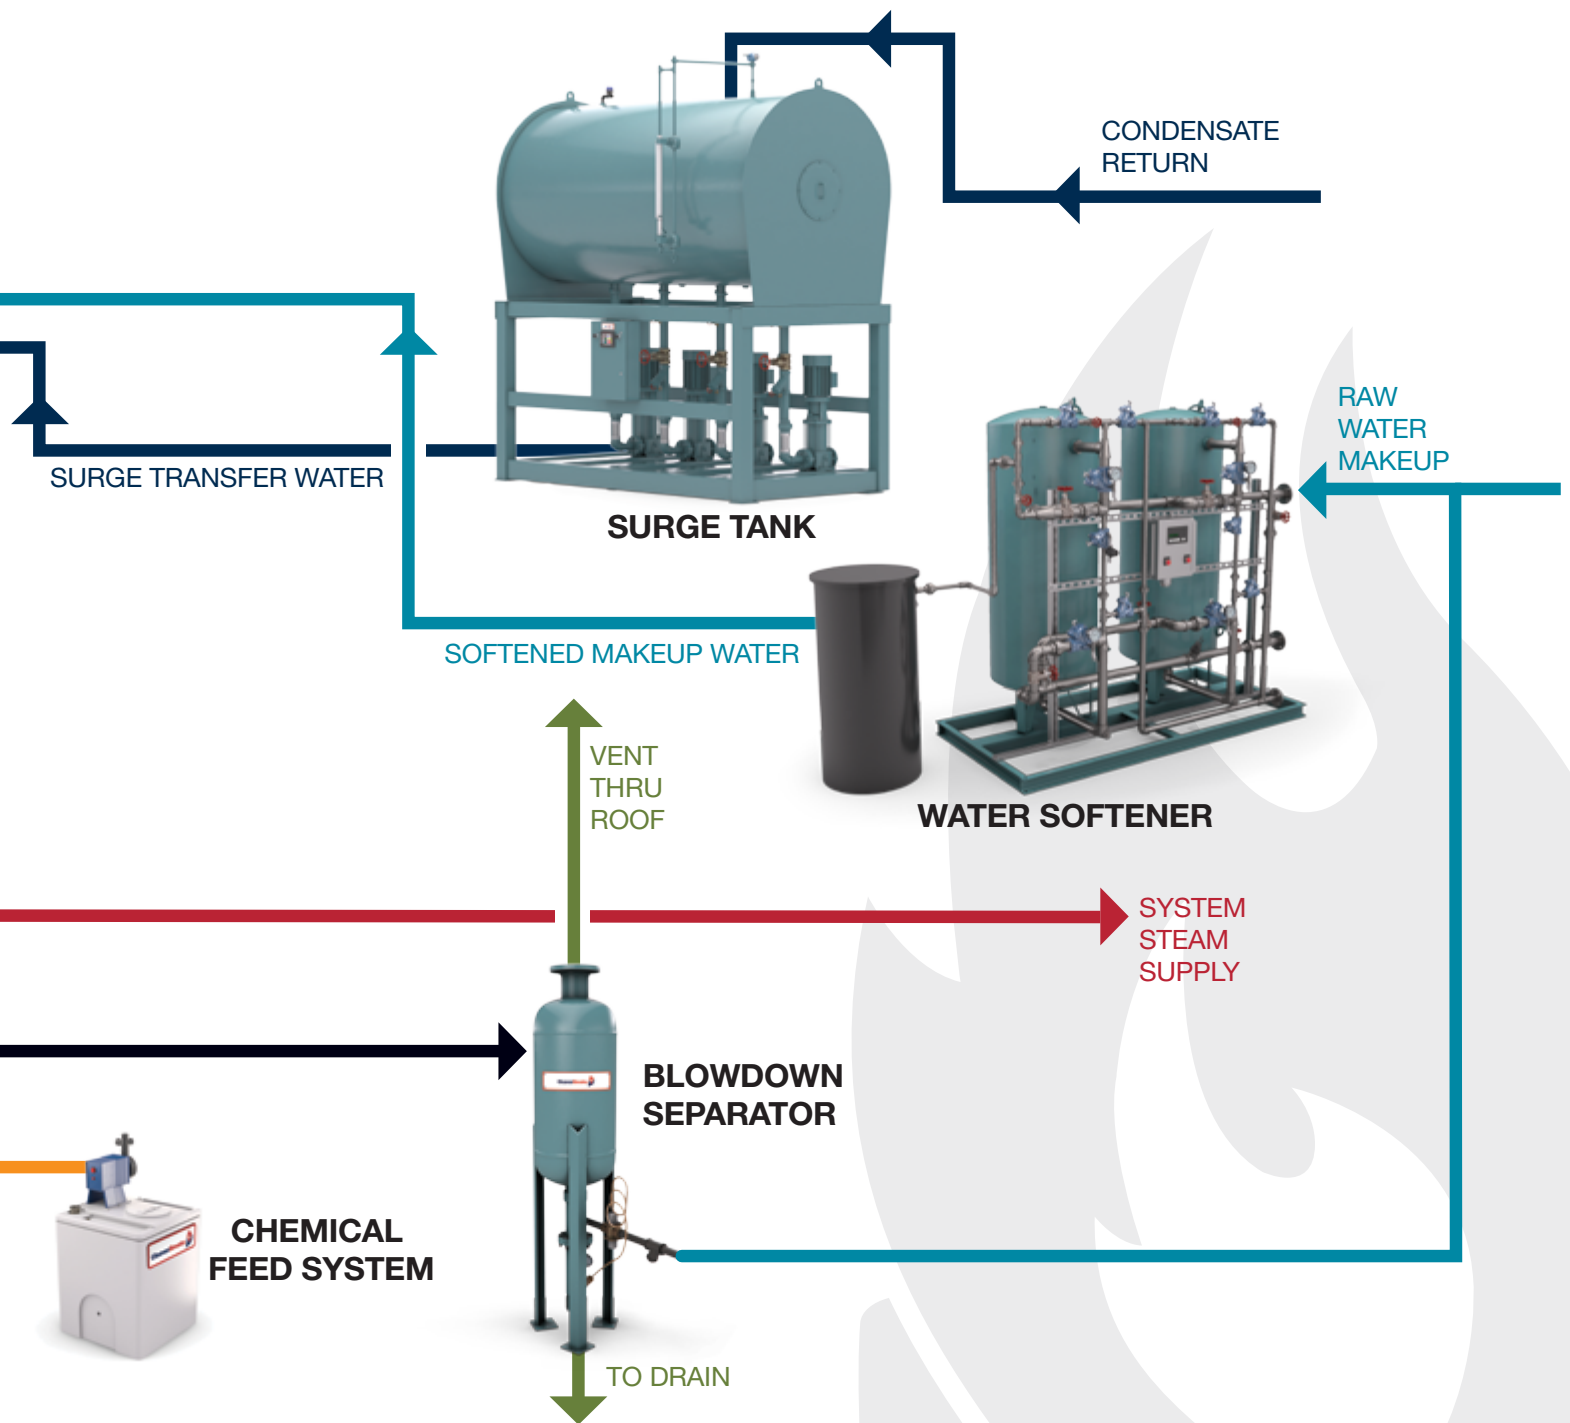 CONDENSATE
RETURN
RAW
WATER
MAKEUP
SURGE TRANSFER WATER
SURGE TANK
SOFTENED MAKEUP WATER
VENT
THRU
ROOF
WATER SOFTENER
SYSTEM
STEAM
SUPPLY
BLOWDOWN
SEPARATOR
CHEMICAL
FEED SYSTEM
TO DRAIN